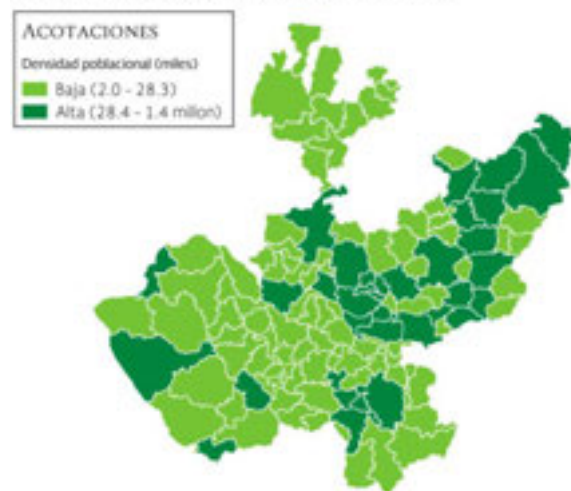 ACOTACIONES
Densidad poblacional (miles)
Baja (2.0 - 28.3)
Alta (28.4 - 1.4 millon)